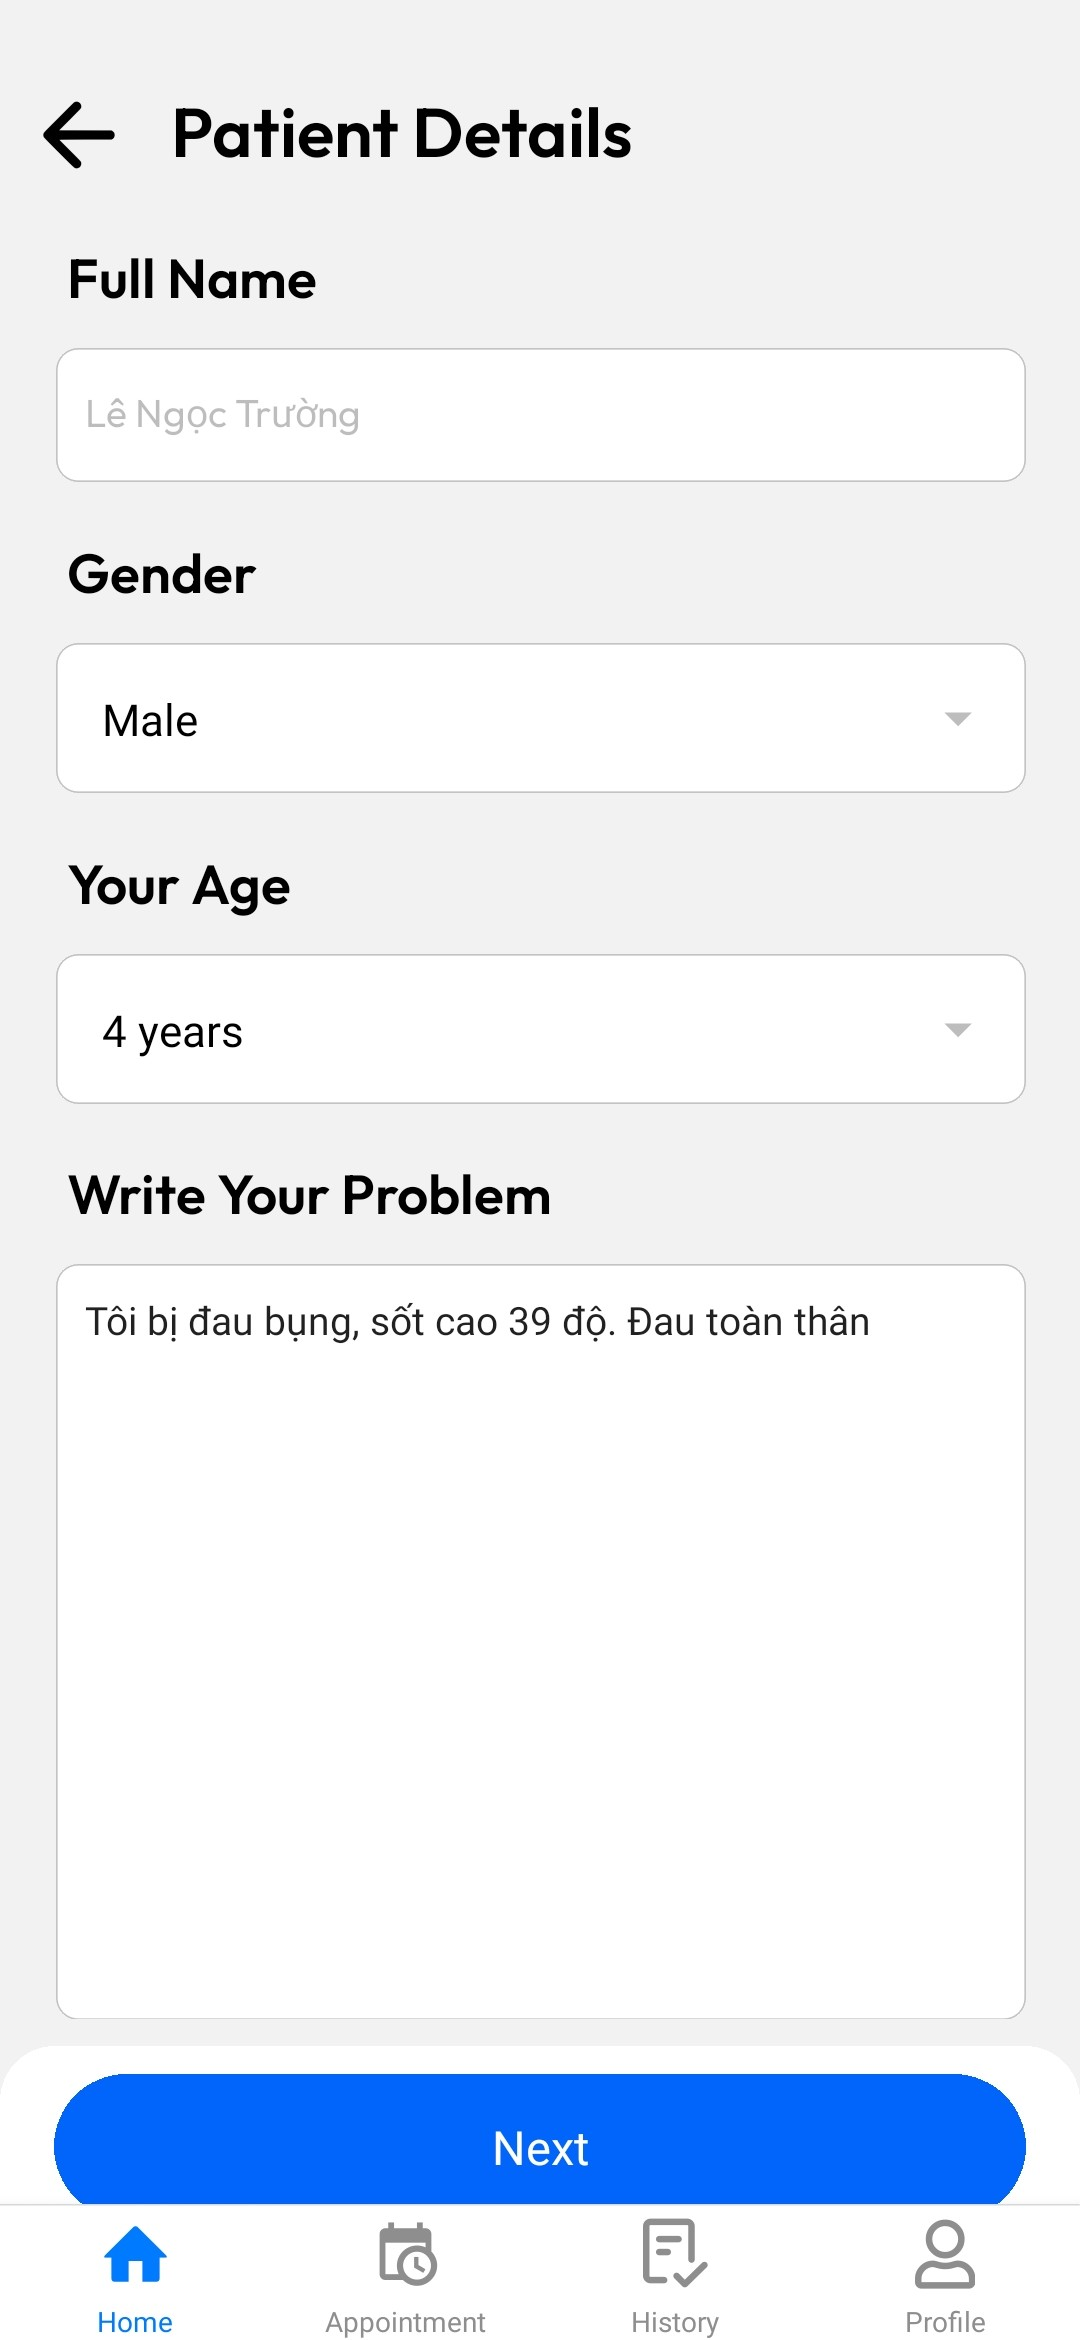 Patient Details
Full Name
Lê Ngọc Trường
Gender
Male
Your Age
4 years
Write Your Problem
Tôi bị đau bụng, sốt cao 39 độ. Đau toàn thân
Next
Home
Appointment
History
Profile